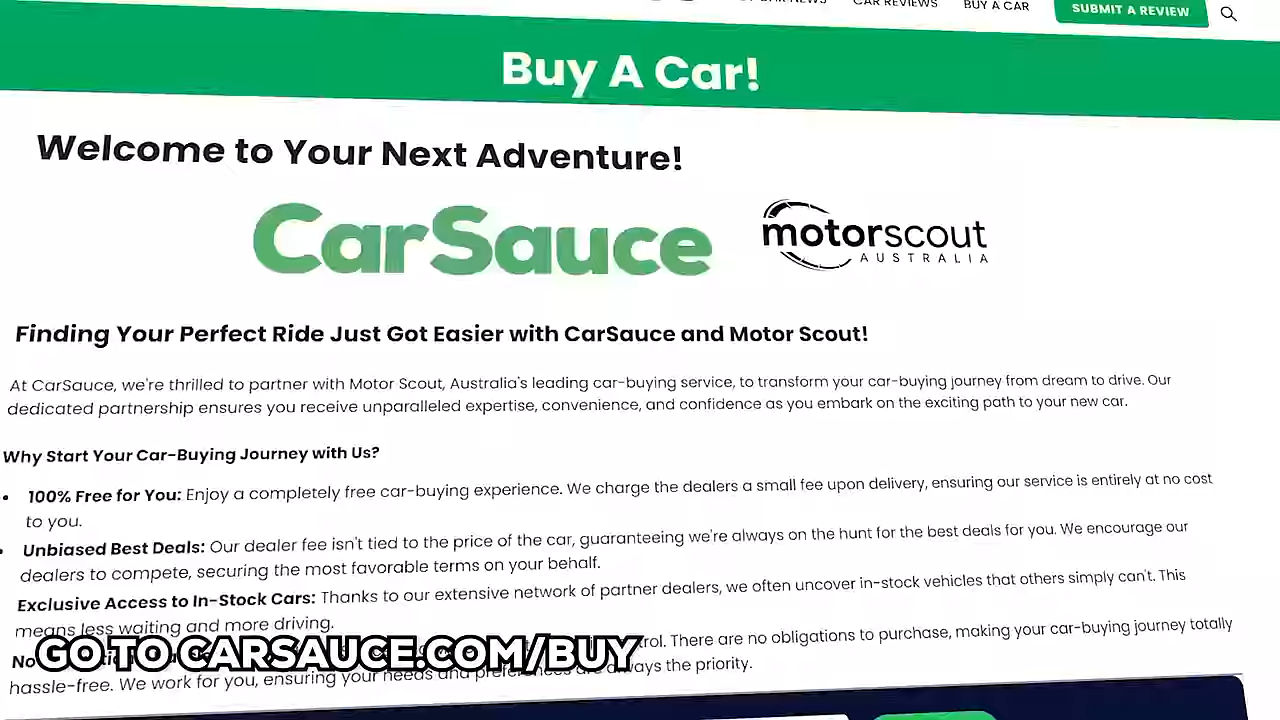 CAR REVIEWS
BUY A CAR
SUBMIT A REVIEW
Buy A Car!
Welcome to Your Next Adventure!
CarSauce
motorscout
AUSTRALIA
Finding Your Perfect Ride Just Got Easier with CarSauce and Motor Scout!
At CarSauce, we're thrilled to partner with Motor Scout, Australia's leading car-buying service, to transform your car-buying journey from dream to drive. Our
dedicated partnership ensures you receive unparalleled expertise, convenience, and confidence as you embark on the exciting path to your new car.
Why Start Your Car-Buying Journey with Us?
• 100% Free for You: Enjoy a completely free car-buying experience. We charge the dealers a small fee upon delivery, ensuring our service is entirely at no cost
to you.
• Unbiased Best Deals: Our dealer fee isn't tied to the price of the car, guaranteeing we're always on the hunt for the best deals for you. We encourage our
dealers to compete, securing the most favorable terms on your behalf.
Exclusive Access to In-Stock Cars: Thanks to our extensive network of partner dealers, we often uncover in-stock vehicles that others simply can't. This
means less waiting and more driving.
There are no obligations to purchase, making your car-buying journey totally
hassle-free. We work for you, ensuring your needs and preferences are always the priority.
GO TO CARSAUCE.COM/BUY